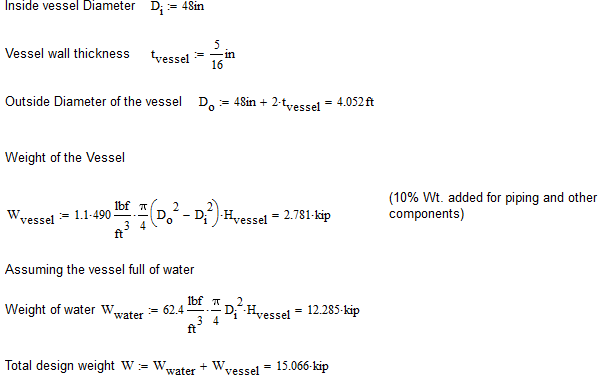 Inside vessel Diameter D_i := 48in
Vessel wall thickness t_vessel := 5/16 in
Outside Diameter of the vessel D_o := 48in + 2·t_vessel = 4.052 ft
Weight of the Vessel
W_vessel := 1.1·490 lbf/ft^3 · π/4 (D_o^2 − D_i^2)·H_vessel = 2.781·kip (10% Wt. added for piping and other
components)
Assuming the vessel full of water
Weight of water W_water := 62.4 lbf/ft^3 · π/4 D_i^2·H_vessel = 12.285·kip
Total design weight W := W_water + W_vessel = 15.066·kip